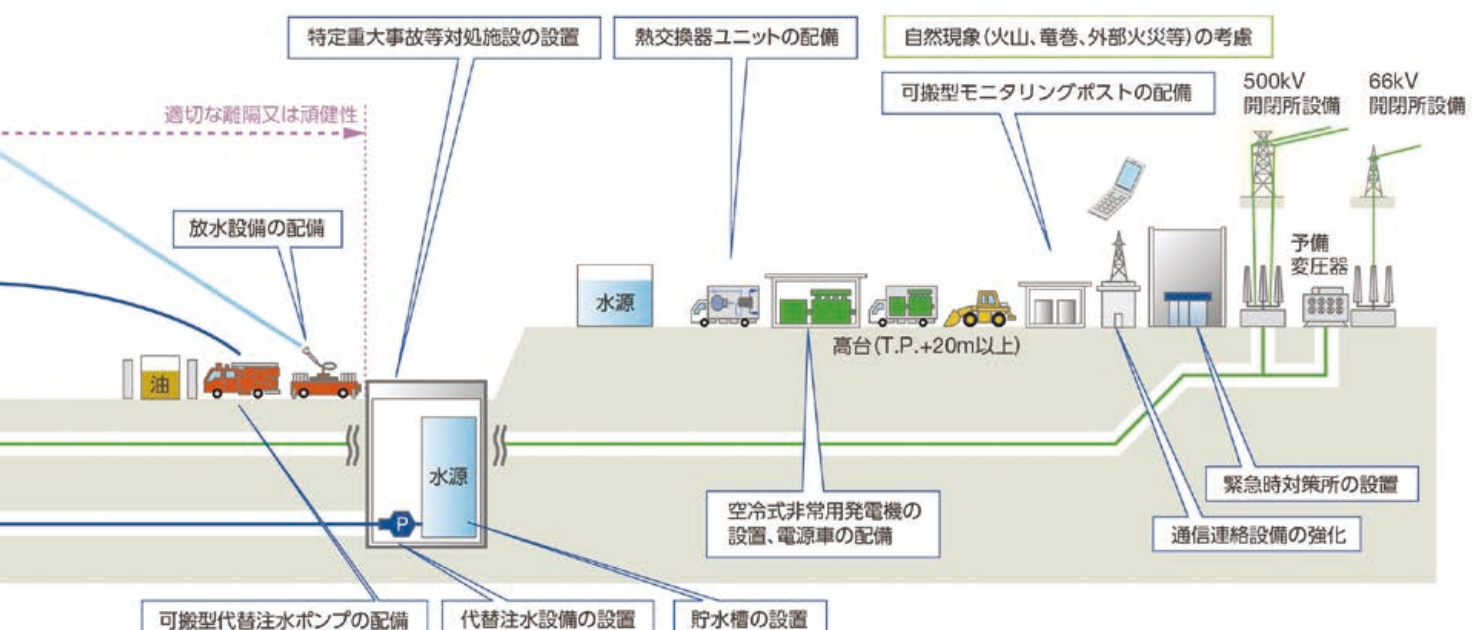 特定重大事故等対処施設の設置
熱交換器ユニットの配備
自然現象(火山、竜巻、外部火災等)の考慮
可搬型モニタリングポストの配備
500kV
開閉所設備
66kV
開閉所設備
適切な離隔又は頑健性
放水設備の配備
予備
変圧器
水源
高台(T.P.+20m以上)
油
水源
P
空冷式非常用発電機の
設置、電源車の配備
緊急時対策所の設置
通信連絡設備の強化
可搬型代替注水ポンプの配備
代替注水設備の設置
貯水槽の設置